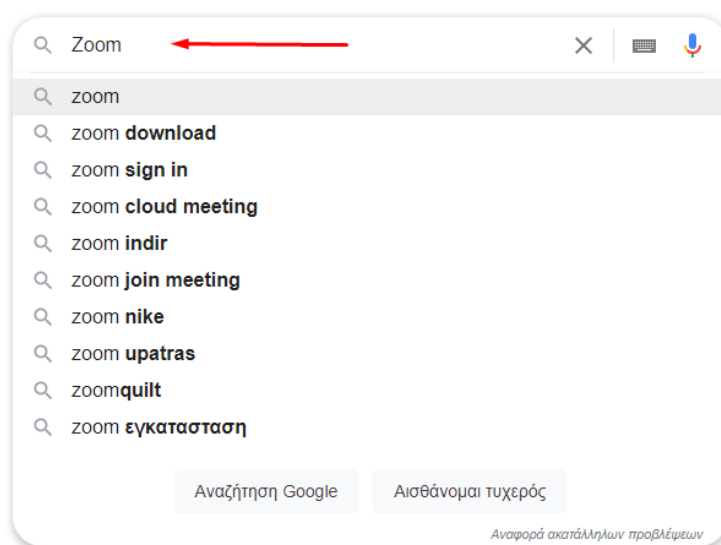 Zoom
zoom
zoom download
zoom sign in
zoom cloud meeting
zoom indir
zoom join meeting
zoom nike
zoom upatras
zoomquilt
zoom εγκατασταση
Αναζήτηση Google Αισθάνομαι τυχερός
Αναφορά ακατάλληλων προβλέψεων